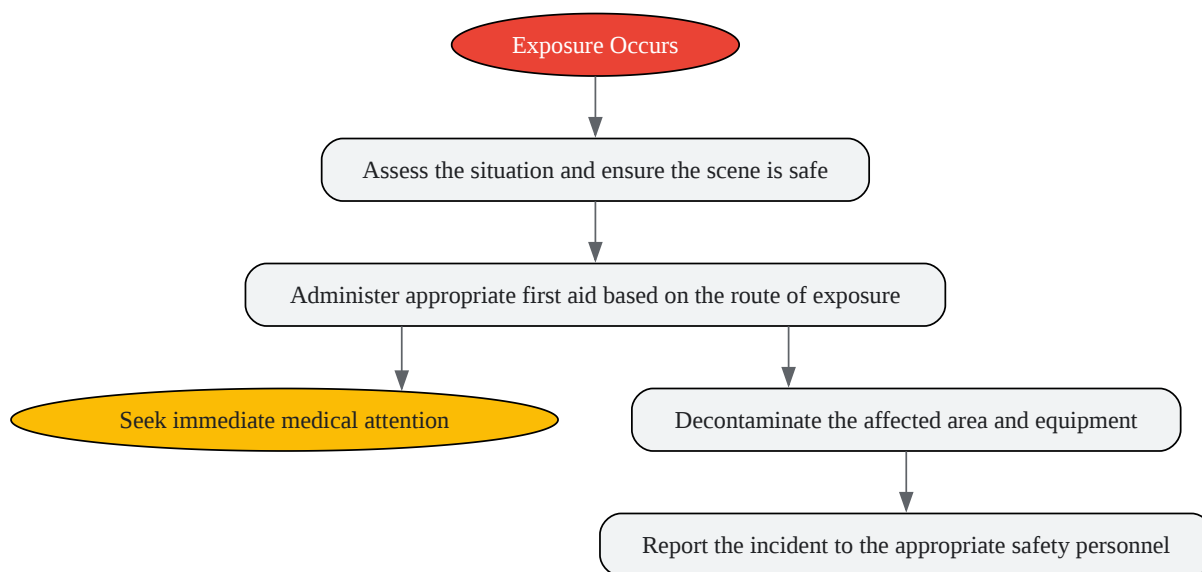 Exposure Occurs
Assess the situation and ensure the scene is safe
Administer appropriate first aid based on the route of exposure
Seek immediate medical attention
Decontaminate the affected area and equipment
Report the incident to the appropriate safety personnel